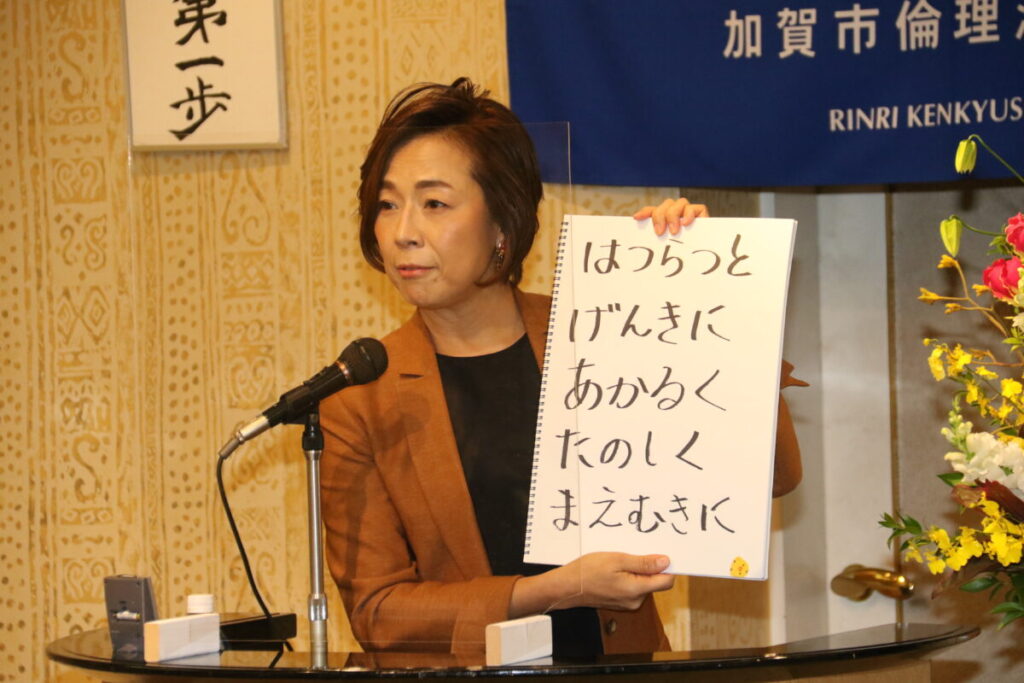 第一歩
加賀市倫理
RINRI KENKYUS
はつらつと
げんきに
あかるく
たのしく
まえむきに